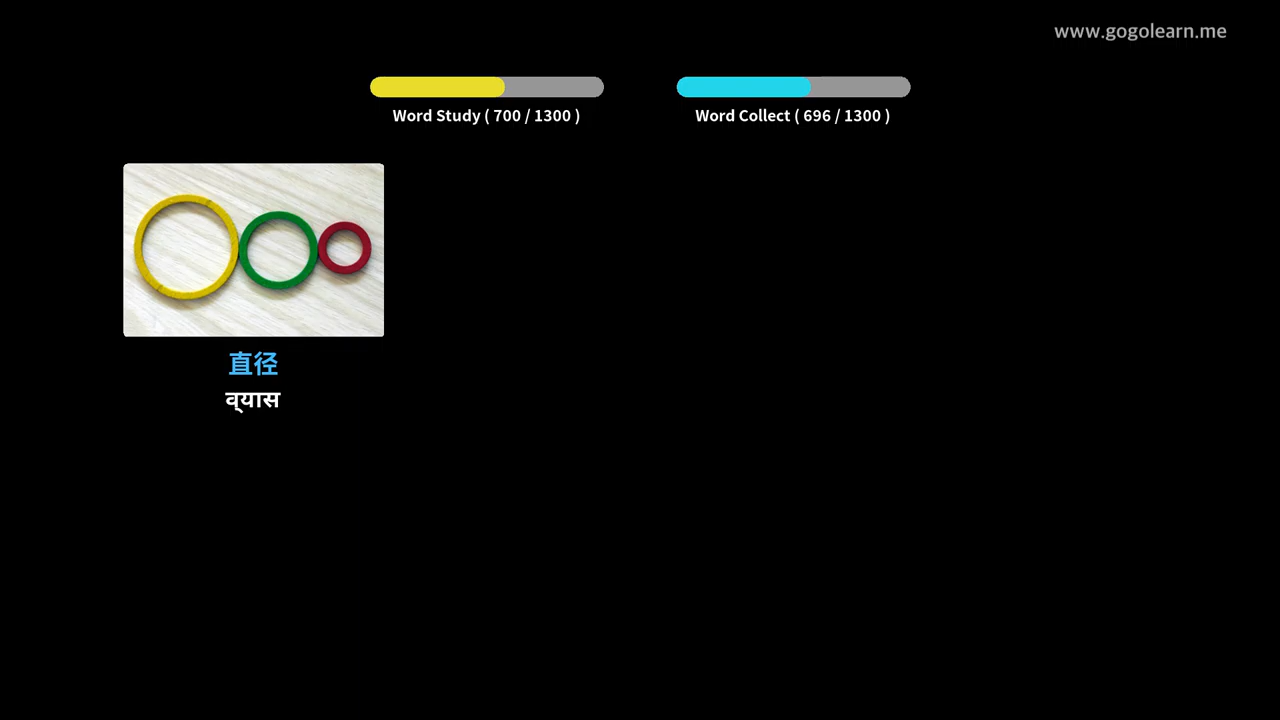 www.gogolearn.me
Word Study ( 700 / 1300 )
Word Collect ( 696 / 1300 )
直径
व्‌यास